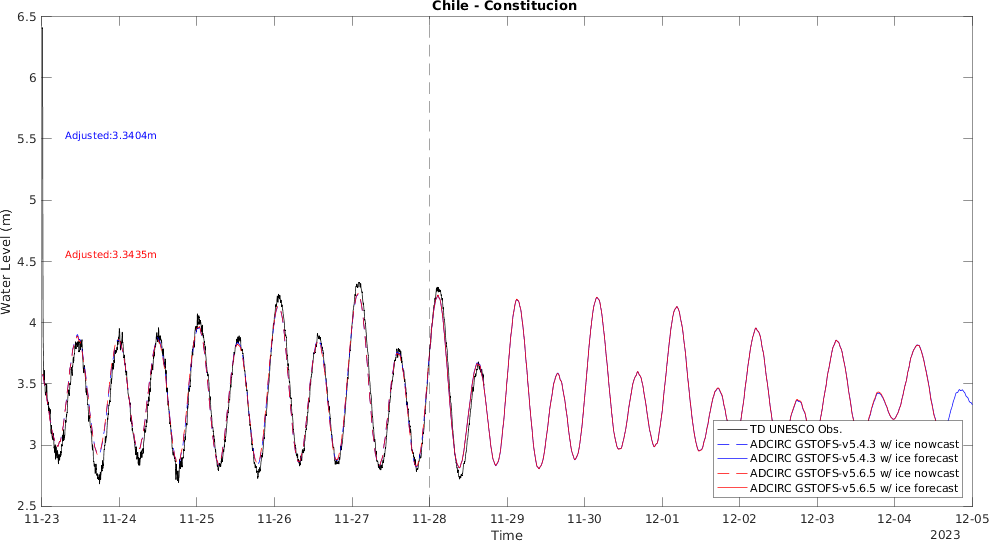 Chile - Constitucion
6.5
6
5.5
5
4.5
4
3.5
3
2.5
Water Level (m)
Adjusted:3.3404m
Adjusted:3.3435m
TD UNESCO Obs.
ADCIRC GSTOFS-v5.4.3 w/ ice nowcast
ADCIRC GSTOFS-v5.4.3 w/ ice forecast
ADCIRC GSTOFS-v5.6.5 w/ ice nowcast
ADCIRC GSTOFS-v5.6.5 w/ ice forecast
11-23 11-24 11-25 11-26 11-27 11-28 11-29 11-30 12-01 12-02 12-03 12-04 12-05
Time
2023